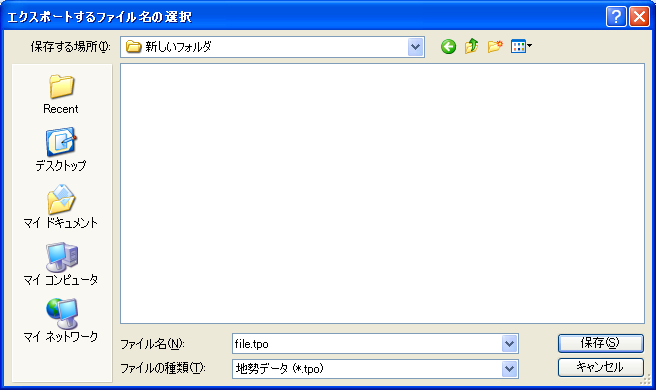 エクスポートするファイル名の選択
保存する場所(I):
新しいフォルダ
Recent
デスクトップ
マイ ドキュメント
マイ コンピュータ
マイ ネットワーク
ファイル名(N):
file.tpo
保存(S)
ファイルの種類(T):
地勢データ (*.tpo)
キャンセル